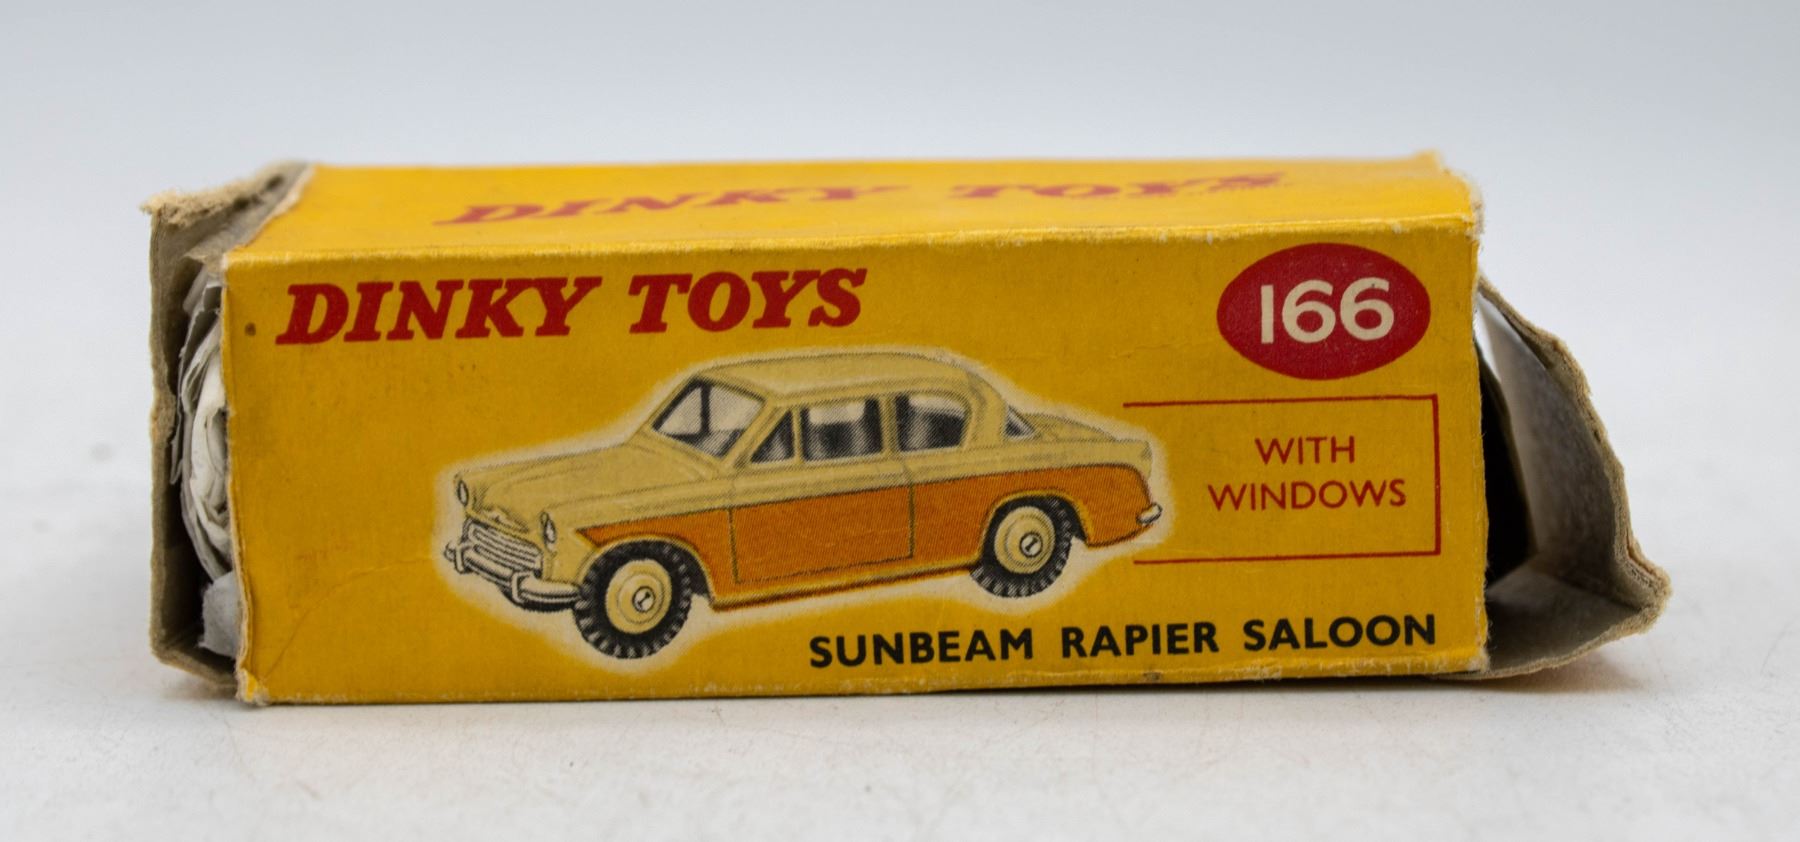 DINKY TOYS
DINKY TOYS
166
WITH
WINDOWS
SUNBEAM RAPIER SALOON